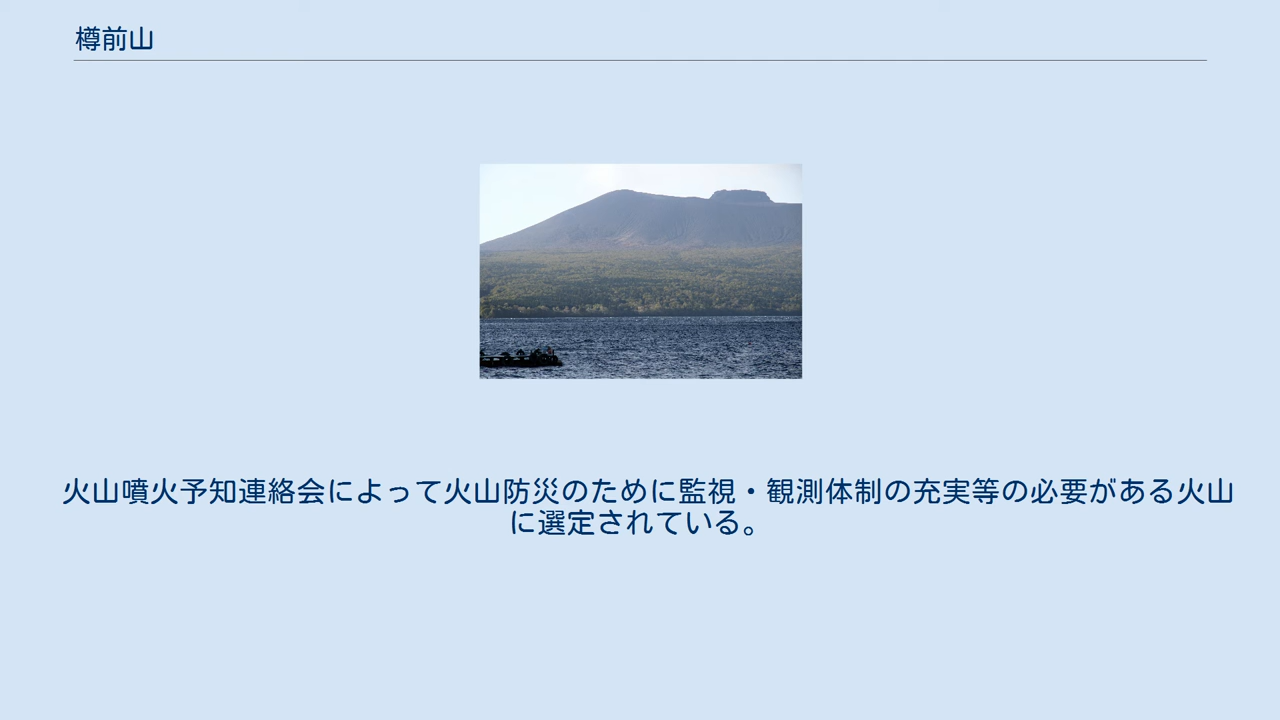 樽前山
火山噴火予知連絡会によって火山防災のために監視・観測体制の充実等の必要がある火山
に選定されている。